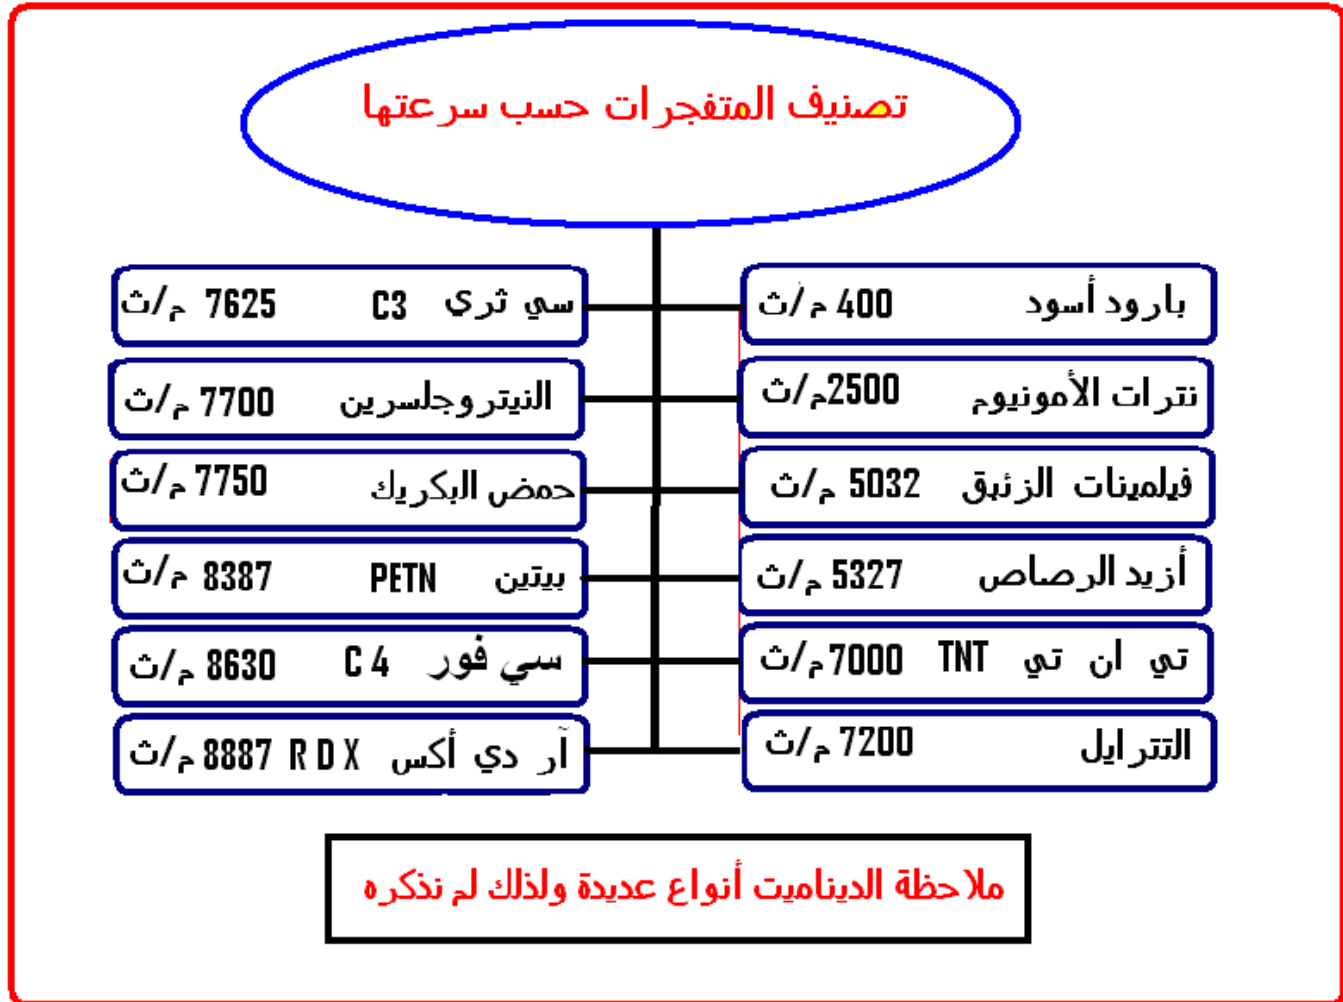 تصنيف المتفجرات حسب سرعتها
بارود أسود 400 م/ث
نترات الأمونيوم 2500م/ث
فيلمينات الزئبق 5032 م/ث
أزيد الرصاص 5327 م/ث
تي ان تي TNT 7000م/ث
التترايل 7200 م/ث
سي ثري C3 7625 م/ث
النيتروجلسرين 7700 م/ث
حمض البكريك 7750 م/ث
بيتين PETN 8387 م/ث
سي فور C 4 8630 م/ث
آر دي أكس R D X 8887 م/ث
ملاحظة الديناميت أنواع عديدة ولذلك لم نذكره